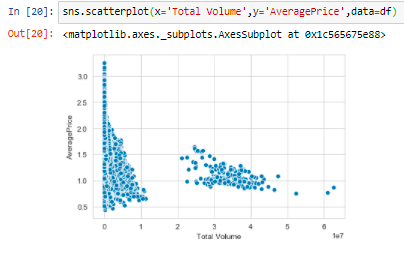 In [20]: sns.scatterplot(x='Total Volume',y='AveragePrice',data=df)
Out[20]: <matplotlib.axes._subplots.AxesSubplot at 0x1c565675e88>
3.0
2.5
2.0
1.5
1.0
0.5
AveragePrice
0 1 2 3 4 5 6
1e7
Total Volume